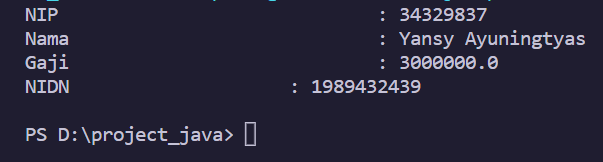 NIP : 34329837
Nama : Yansy Ayuningtyas
Gaji : 3000000.0
NIDN : 1989432439
PS D:\project_java>